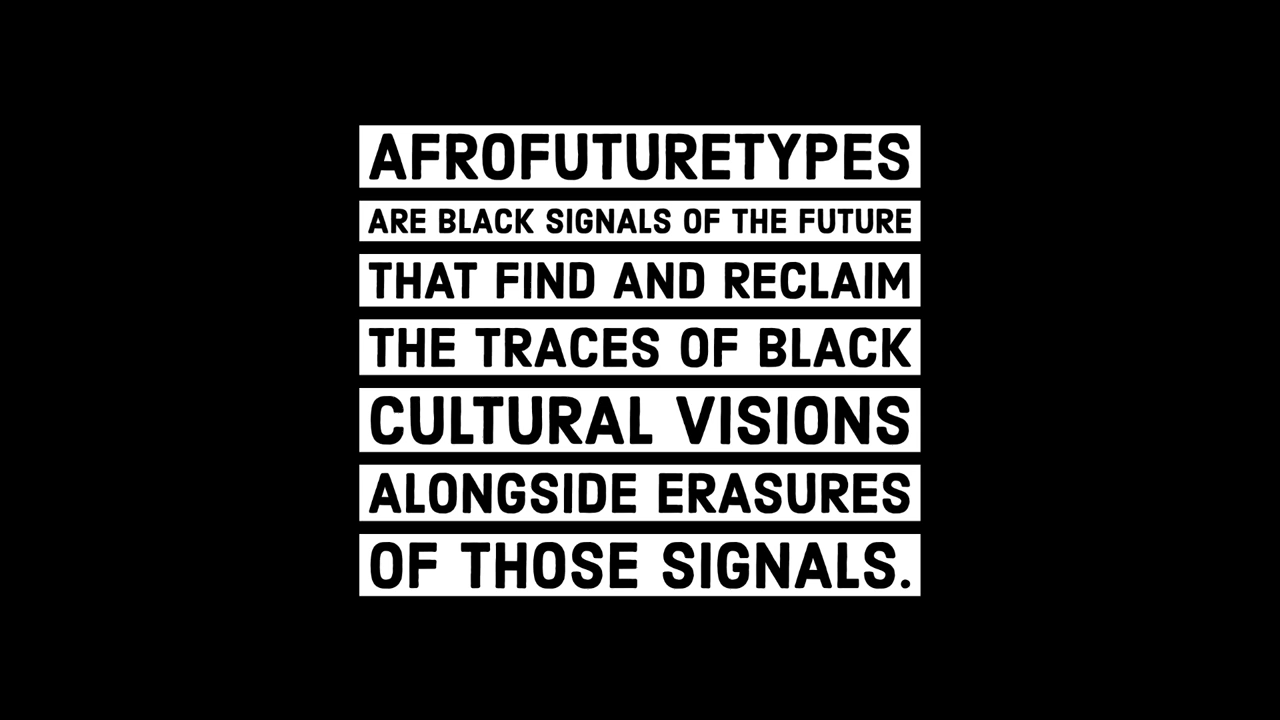 AFROFUTURETYPES
ARE BLACK SIGNALS OF THE FUTURE
THAT FIND AND RECLAIM
THE TRACES OF BLACK
CULTURAL VISIONS
ALONGSIDE ERASURES
OF THOSE SIGNALS.